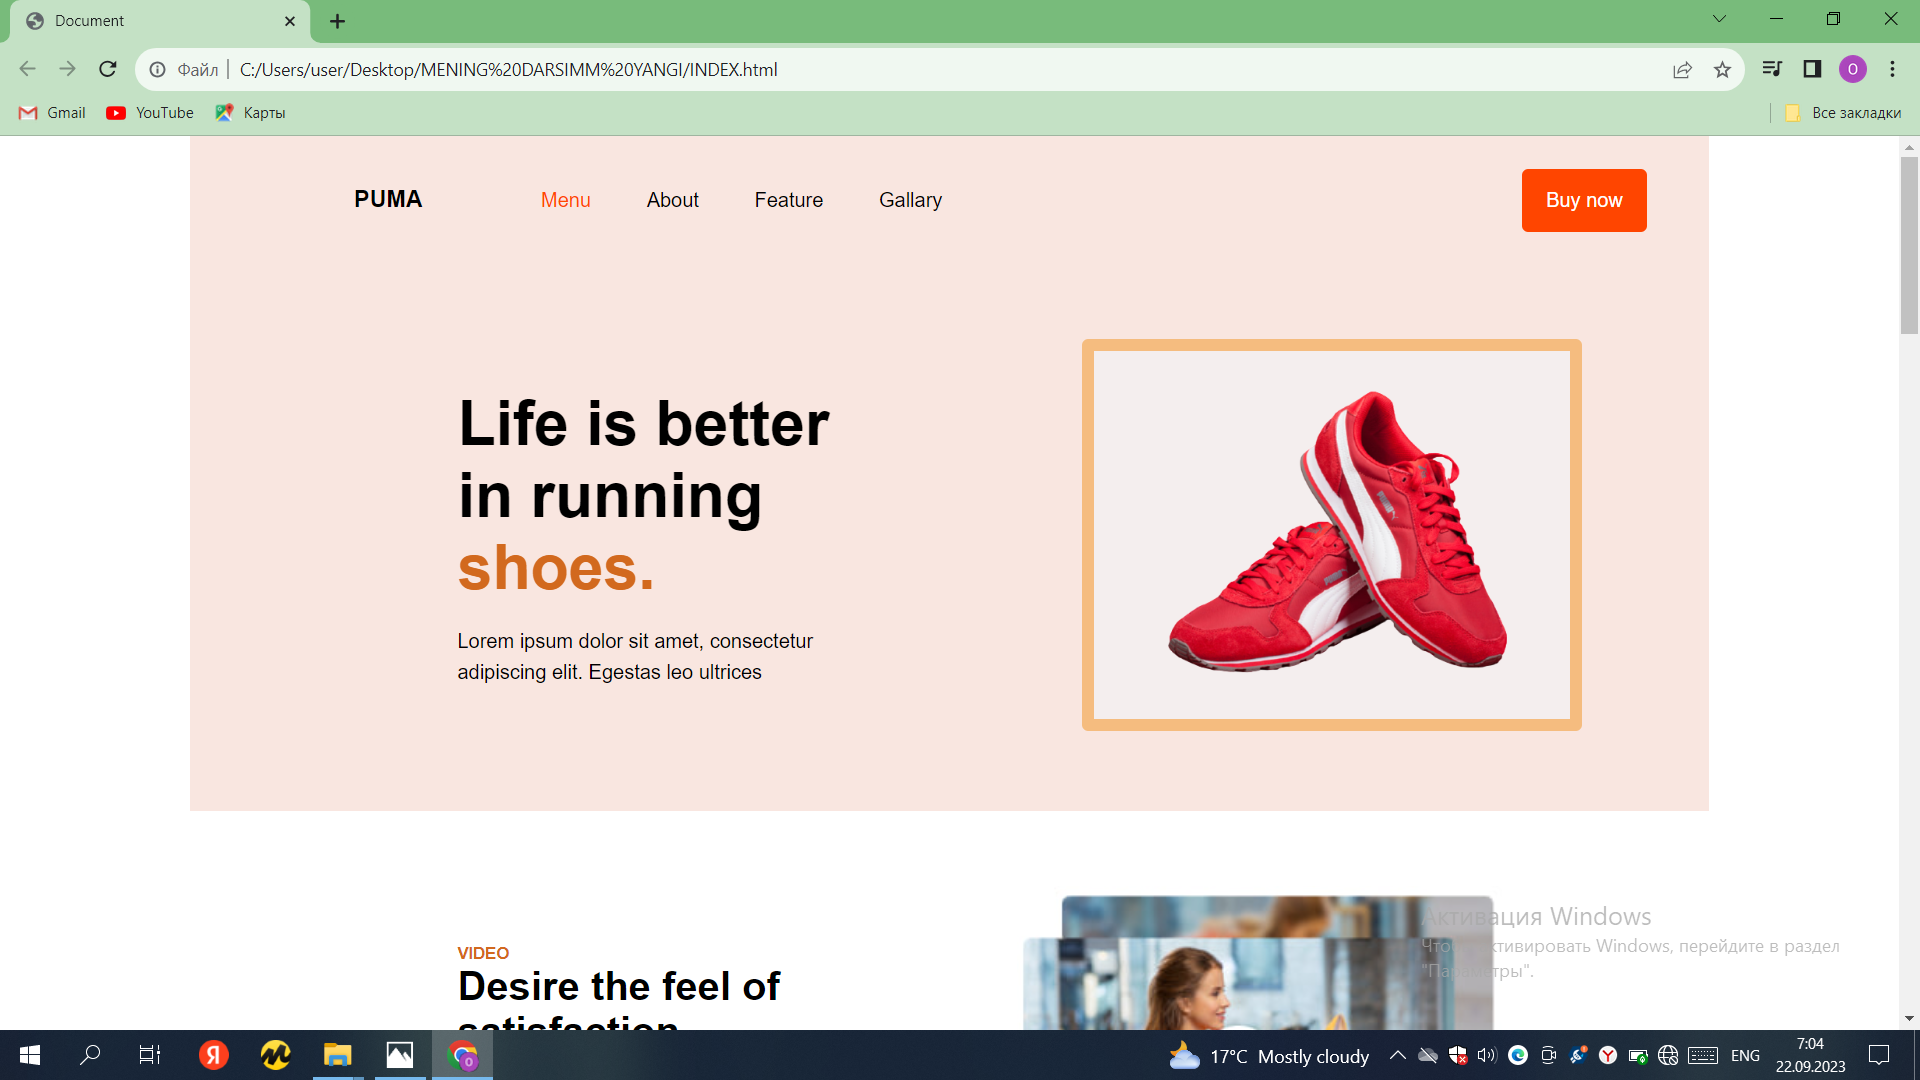 Document
Файл
C:/Users/user/Desktop/MENING%20DARSIMM%20YANGI/INDEX.html
O
Gmail
YouTube
Карты
Все закладки
PUMA
Menu
About
Feature
Gallary
Buy now
Life is better
in running
shoes.
Lorem ipsum dolor sit amet, consectetur
adipiscing elit. Egestas leo ultrices
VIDEO
Desire the feel of
satisfaction
Активация Windows
Чтобы активировать Windows, перейдите в раздел
"Параметры".
Я
17°C Mostly cloudy
ENG
7:04
22.09.2023